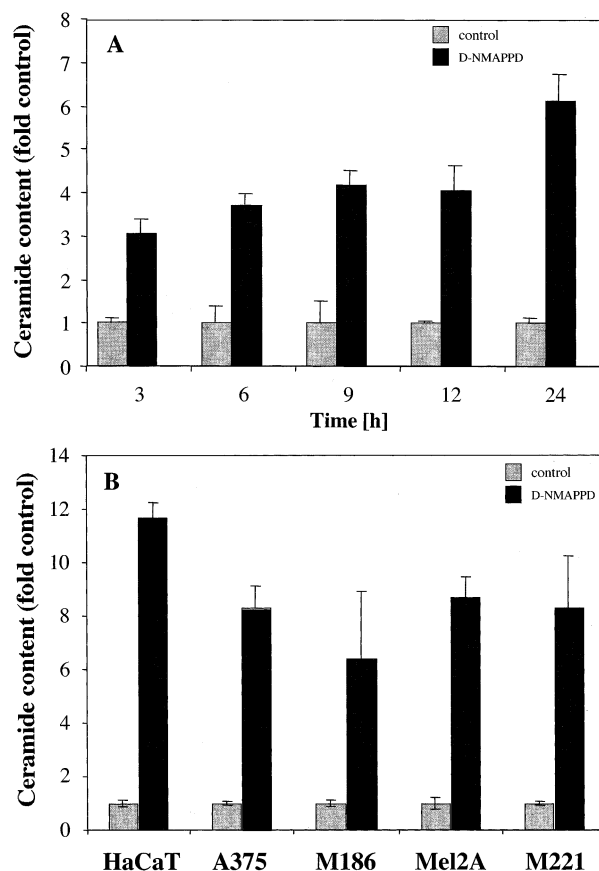 A
control
D-NMAPPD
Ceramide content (fold control)
8
7
6
5
4
3
2
1
0
3 6 9 12 24
Time [h]
B
control
D-NMAPPD
Ceramide content (fold control)
14
12
10
8
6
4
2
0
HaCaT A375 M186 Mel2A M221